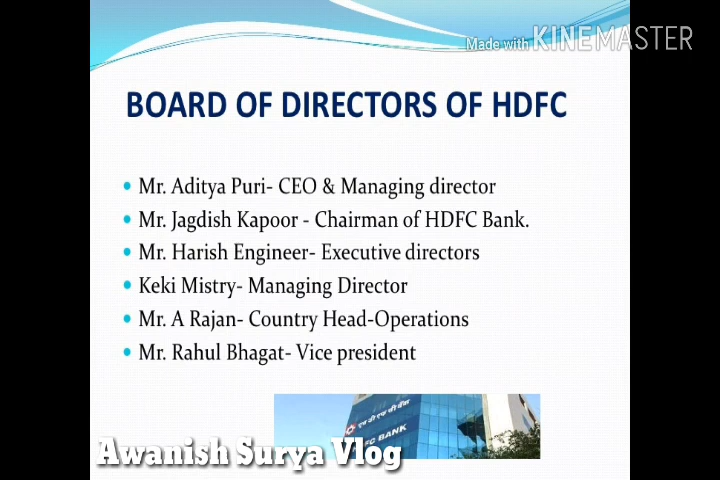 Made with KINEMASTER
BOARD OF DIRECTORS OF HDFC
• Mr. Aditya Puri- CEO & Managing director
• Mr. Jagdish Kapoor - Chairman of HDFC Bank.
• Mr. Harish Engineer- Executive directors
• Keki Mistry- Managing Director
• Mr. A Rajan- Country Head-Operations
• Mr. Rahul Bhagat- Vice president
एच डी एफ सी बैंक
FC BANK
Awanish Surya Vlog